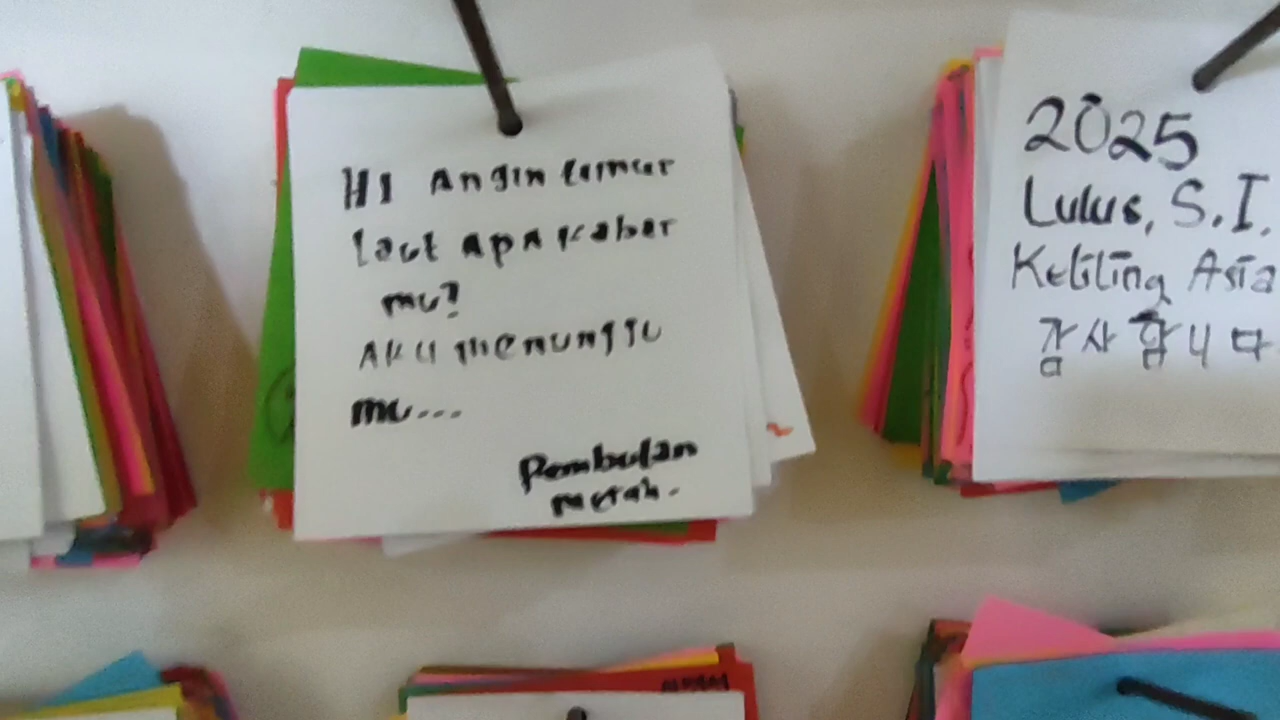 HI Angin timur
laut apa kabar
mu?
Aku menunggu
mu...
Rembulan
merah.
2025
Lulus, S.I.
Keliling Asia
감사합니다